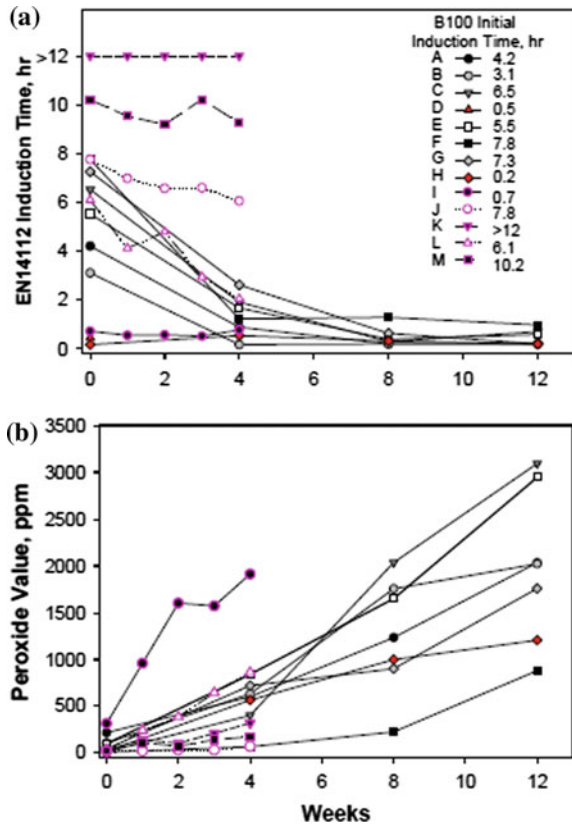 (a)
B100 Initial
Induction Time, hr
A 4.2
B 3.1
C 6.5
D 0.5
E 5.5
F 7.8
G 7.3
H 0.2
I 0.7
J 7.8
K >12
L 6.1
M 10.2
EN14112 Induction Time, hr
>12
10
8
6
4
2
0
0 2 4 6 8 10 12
(b)
Peroxide Value, ppm
3500
3000
2500
2000
1500
1000
500
0
0 2 4 6 8 10 12
Weeks